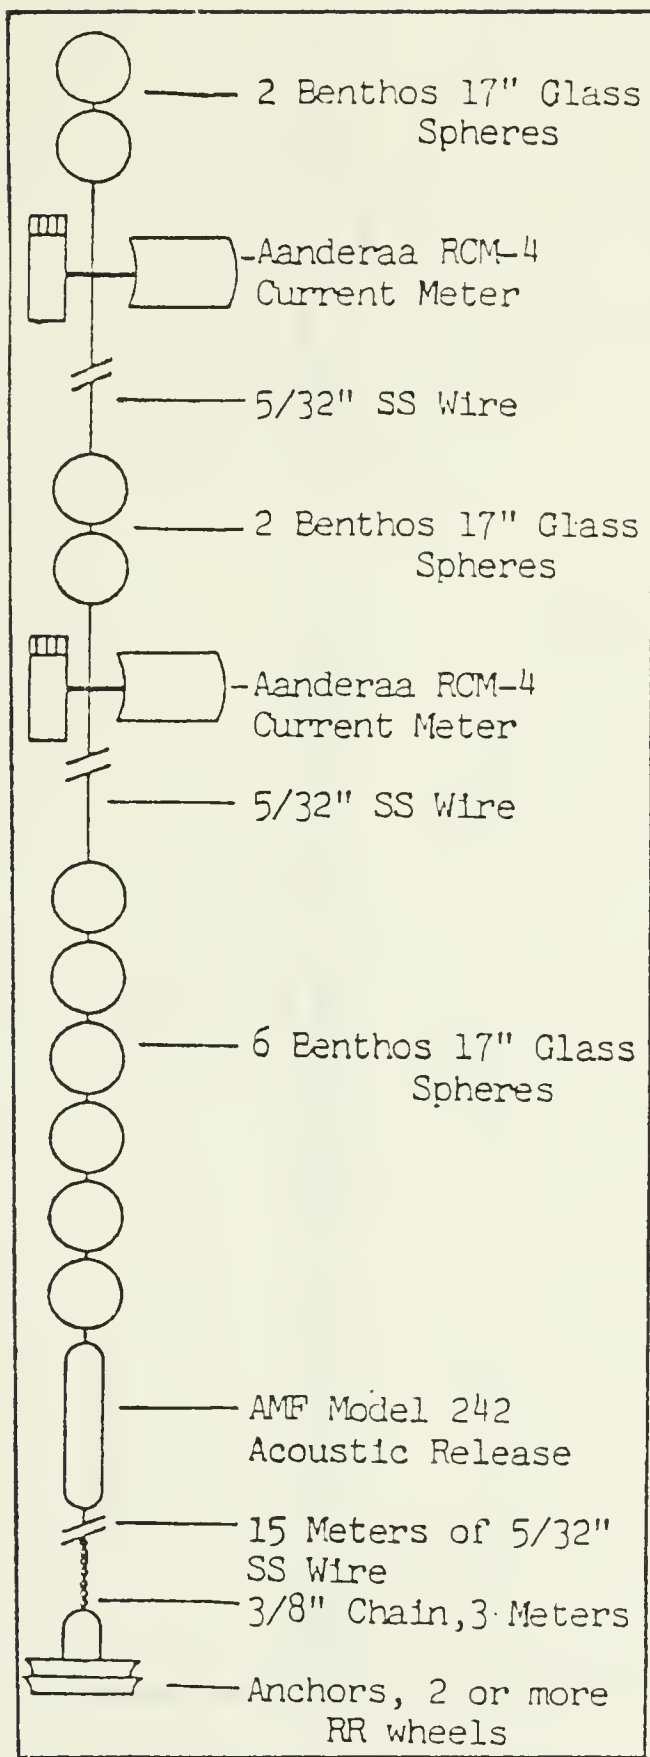 2 Benthos 17" Glass
Spheres
Aanderaa RCM-4
Current Meter
5/32" SS Wire
2 Benthos 17" Glass
Spheres
Aanderaa RCM-4
Current Meter
5/32" SS Wire
6 Benthos 17" Glass
Spheres
AMF Model 242
Acoustic Release
15 Meters of 5/32"
SS Wire
3/8" Chain, 3 Meters
Anchors, 2 or more
RR wheels